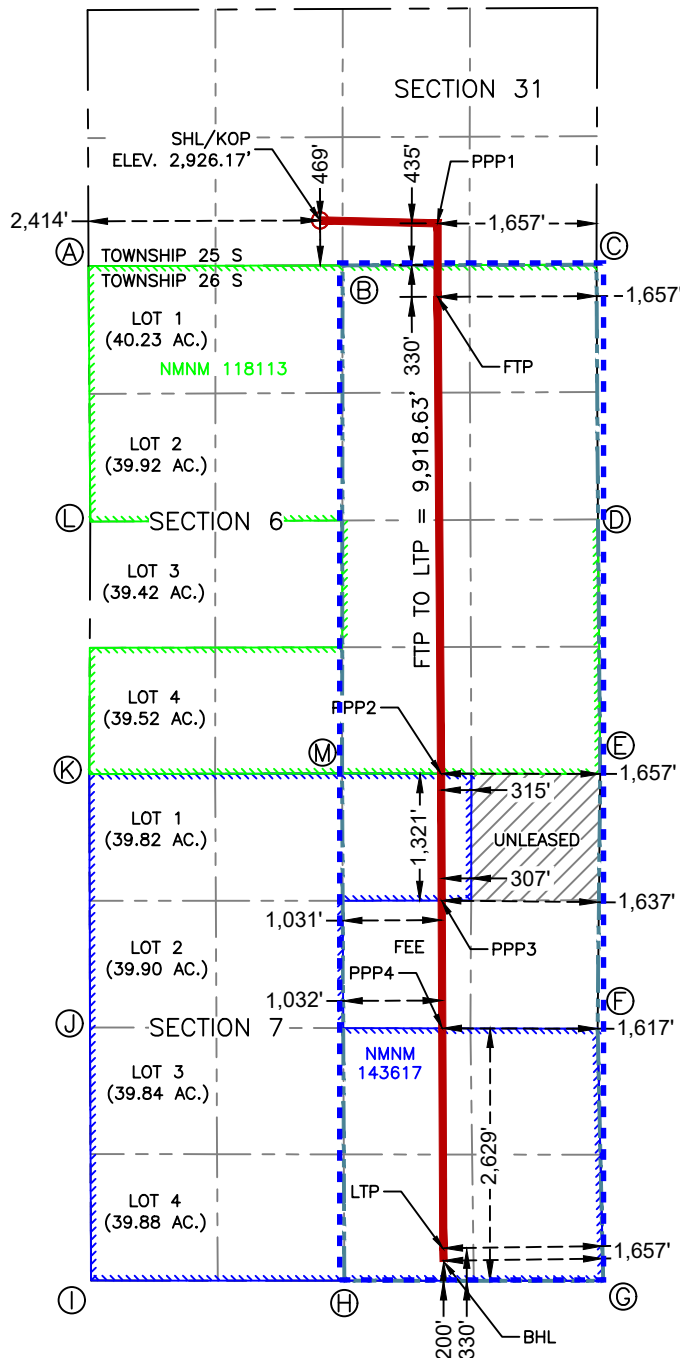 SECTION 31
SHL/KOP
ELEV. 2,926.17'
469'
435'
PPP1
2,414'
1,657'
A
TOWNSHIP 25 S
C
TOWNSHIP 26 S
B
1,657'
LOT 1
(40.23 AC.)
330'
NMNM 118113
FTP
FTP TO LTP = 9,918.63'
LOT 2
(39.92 AC.)
L
SECTION 6
D
LOT 3
(39.42 AC.)
LOT 4
(39.52 AC.)
PPP2
M
E
K
1,657'
315'
LOT 1
(39.82 AC.)
1,321'
UNLEASED
307'
1,637'
1,031'
LOT 2
(39.90 AC.)
FEE
PPP3
PPP4
1,032'
F
J
SECTION 7
1,617'
NMNM
143617
LOT 3
(39.84 AC.)
2,629'
LOT 4
(39.88 AC.)
LTP
1,657'
I
H
G
200'
330'
BHL